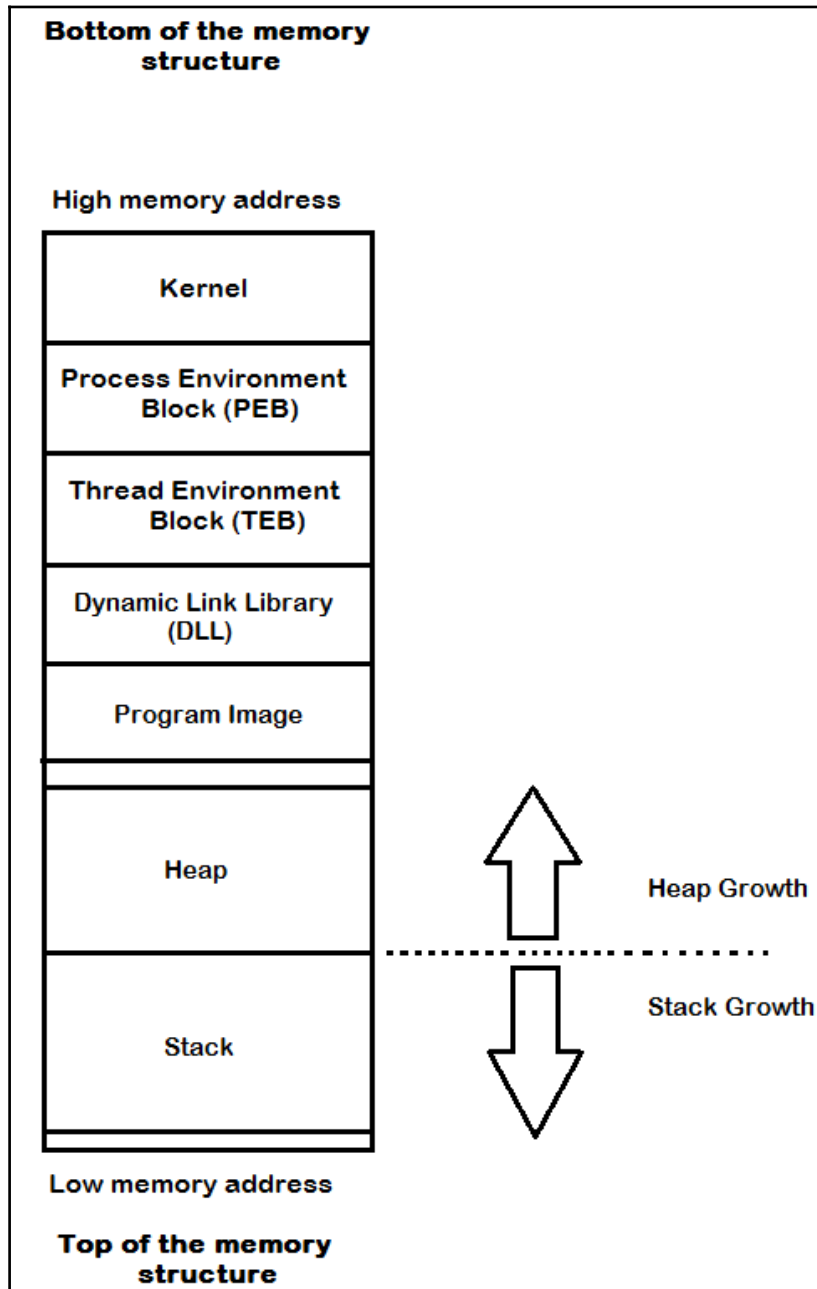 Bottom of the memory
structure
High memory address
Kernel
Process Environment
Block (PEB)
Thread Environment
Block (TEB)
Dynamic Link Library
(DLL)
Program Image
Heap
Heap Growth
Stack Growth
Stack
Low memory address
Top of the memory
structure